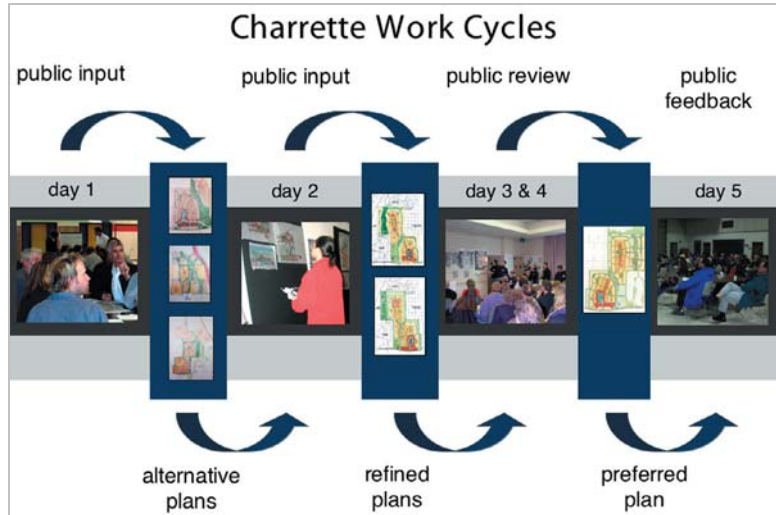 Charrette Work Cycles
public input
public input
public review
public
feedback
day 1
day 2
day 3 & 4
day 5
alternative
plans
refined
plans
preferred
plan